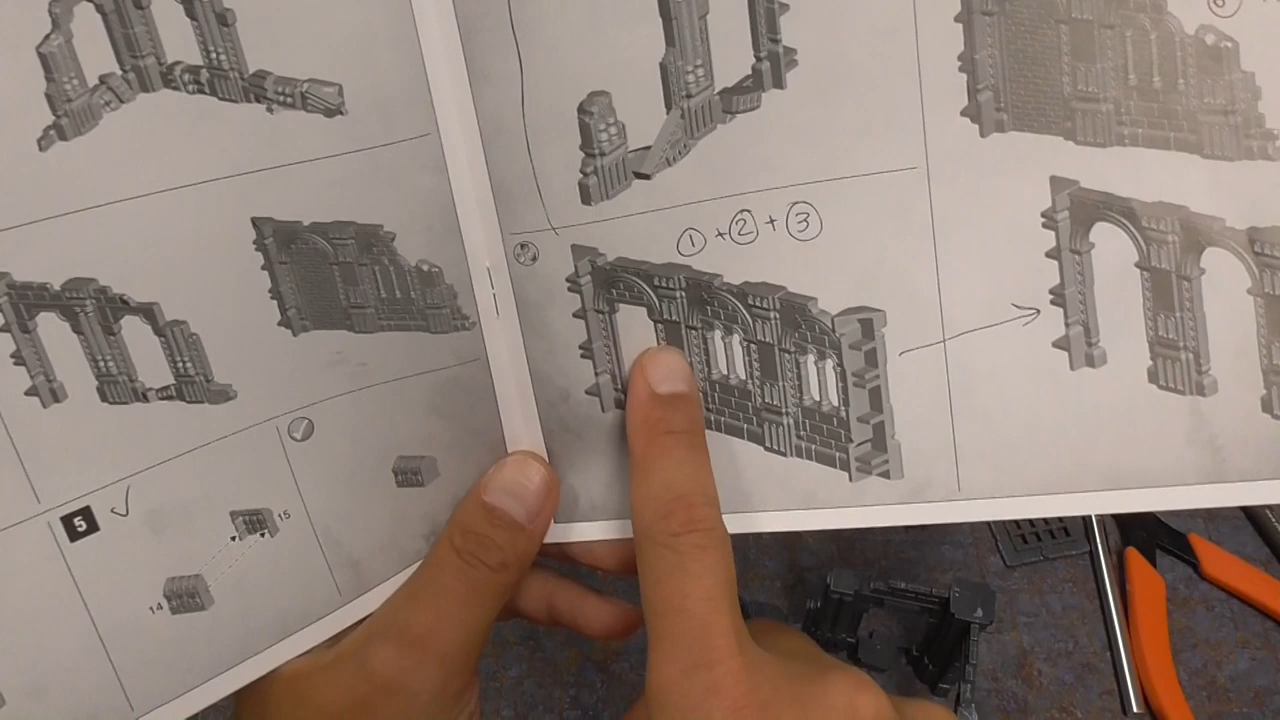 ① + ② + ③
5 ✓
15
14